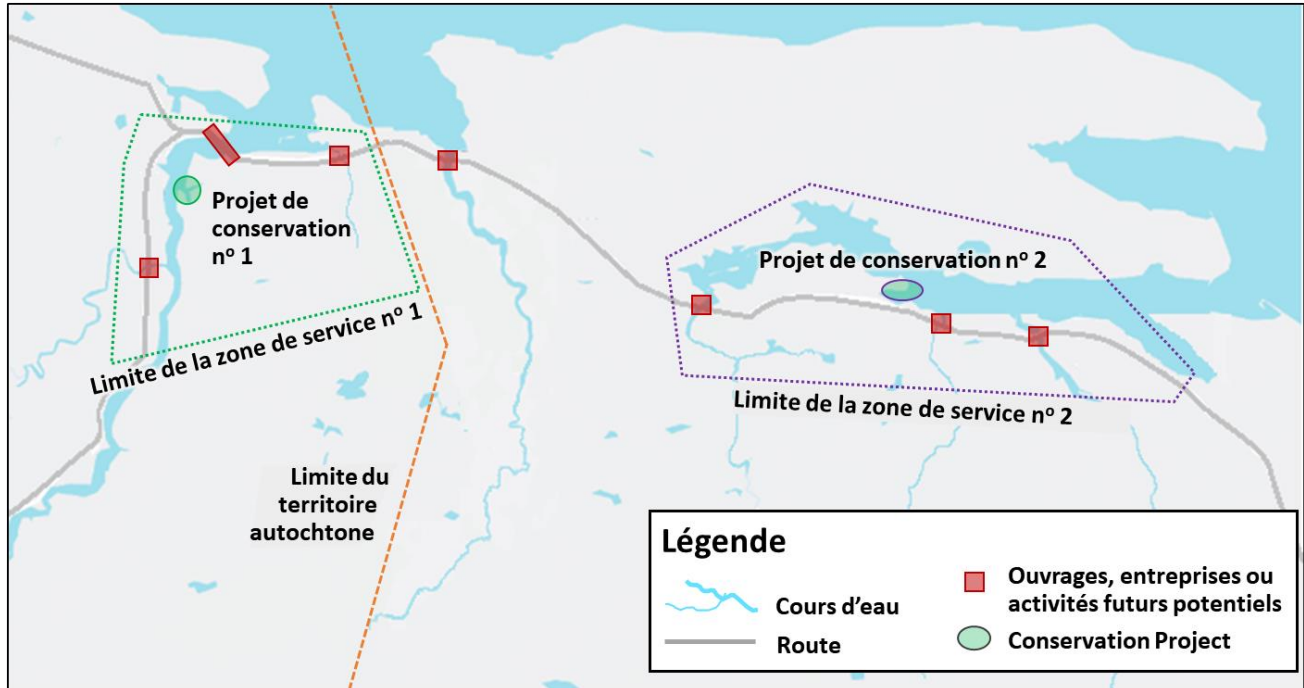 Projet de
conservation
nº 1
Limite de la zone de service nº 1
Projet de conservation nº 2
Limite de la zone de service nº 2
Limite du
territoire
autochtone
Légende
Cours d'eau
Route
Ouvrages, entreprises ou
activités futurs potentiels
Conservation Project